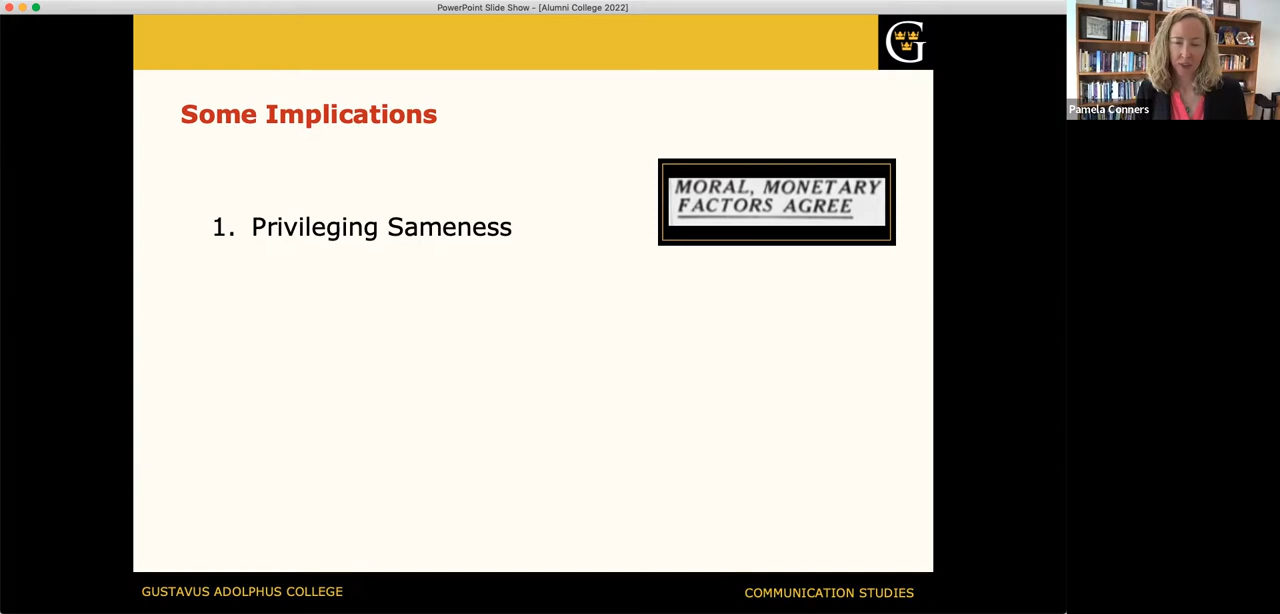 PowerPoint Slide Show - [Alumni College 2022]
G
Pamela Conners
Some Implications
MORAL, MONETARY
FACTORS AGREE
1. Privileging Sameness
GUSTAVUS ADOLPHUS COLLEGE
COMMUNICATION STUDIES